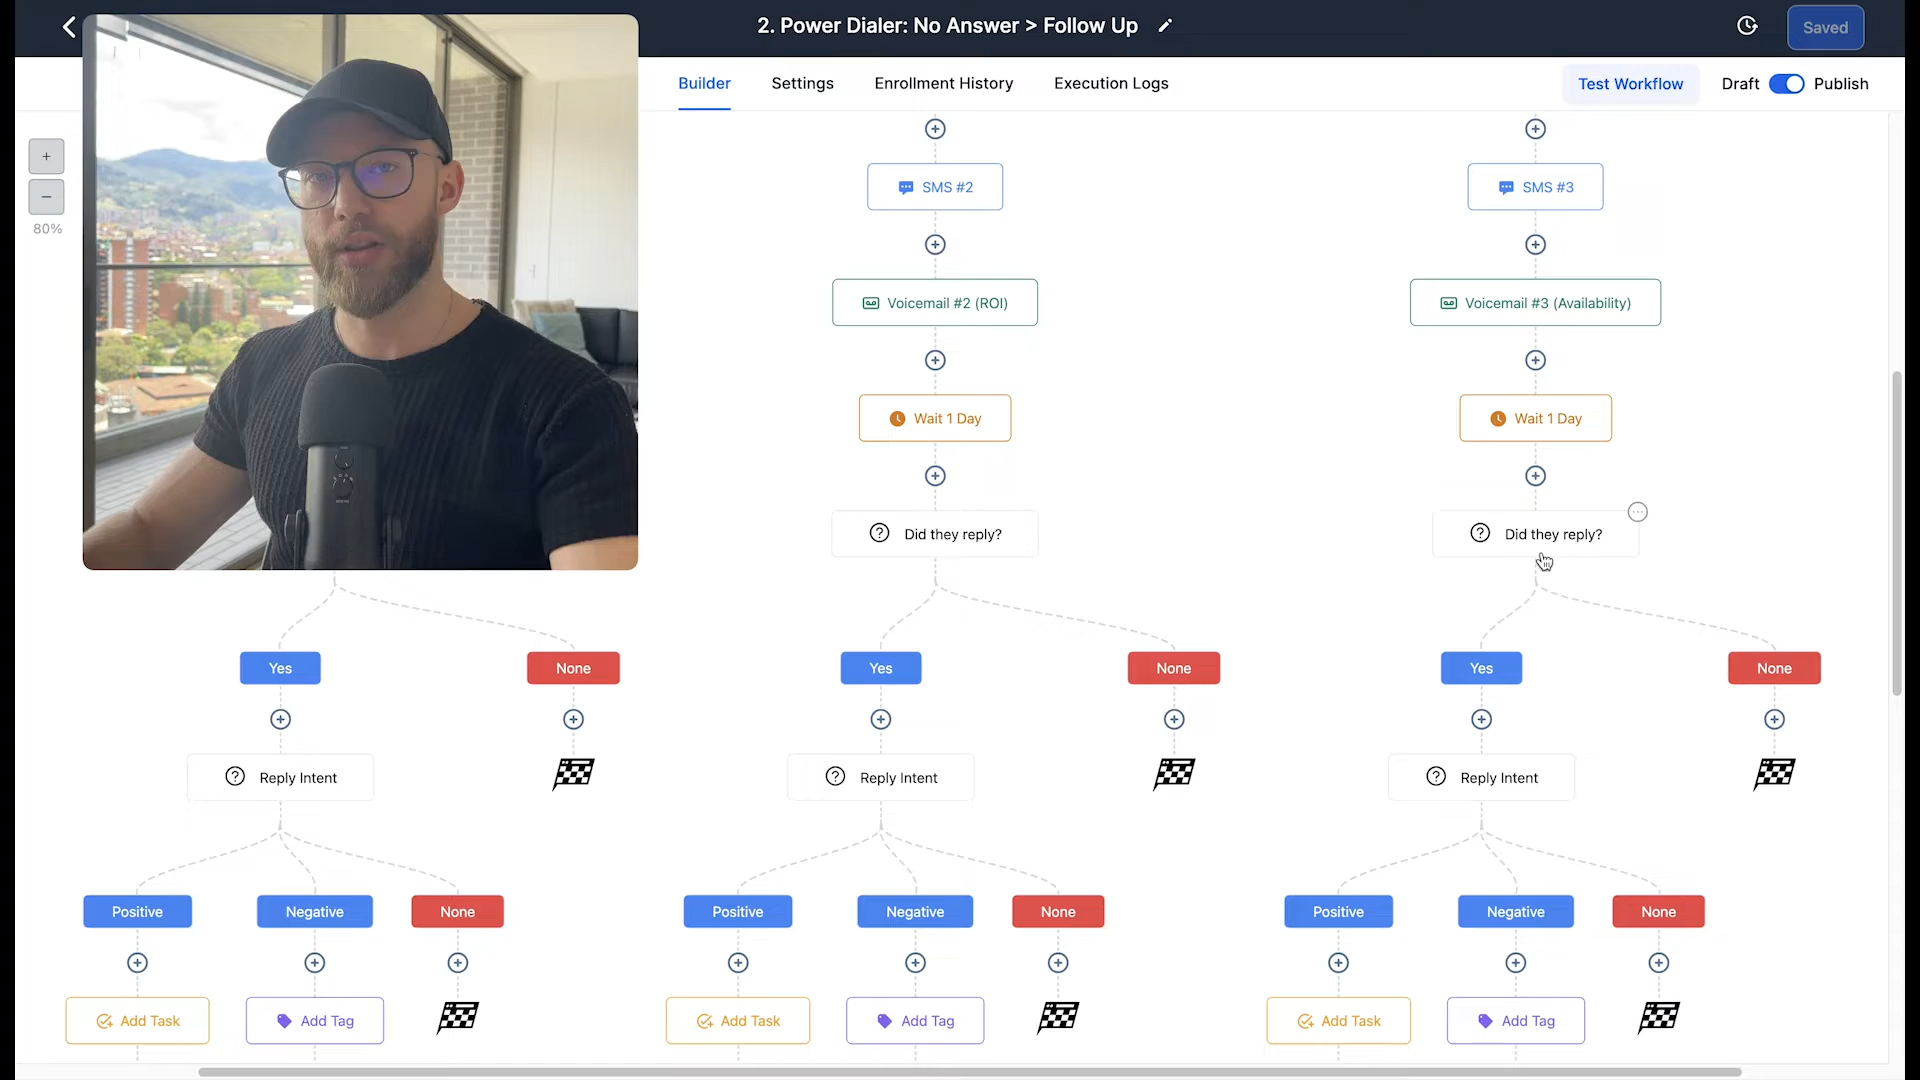 2. Power Dialer: No Answer > Follow Up
Saved
Builder
Settings
Enrollment History
Execution Logs
Test Workflow
Draft
Publish
+
−
80%
SMS #2
SMS #3
Voicemail #2 (ROI)
Voicemail #3 (Availability)
Wait 1 Day
Wait 1 Day
Did they reply?
Did they reply?
Yes
None
Yes
None
Yes
None
Reply Intent
Reply Intent
Reply Intent
Positive
Negative
None
Positive
Negative
None
Positive
Negative
None
Add Task
Add Tag
Add Task
Add Tag
Add Task
Add Tag